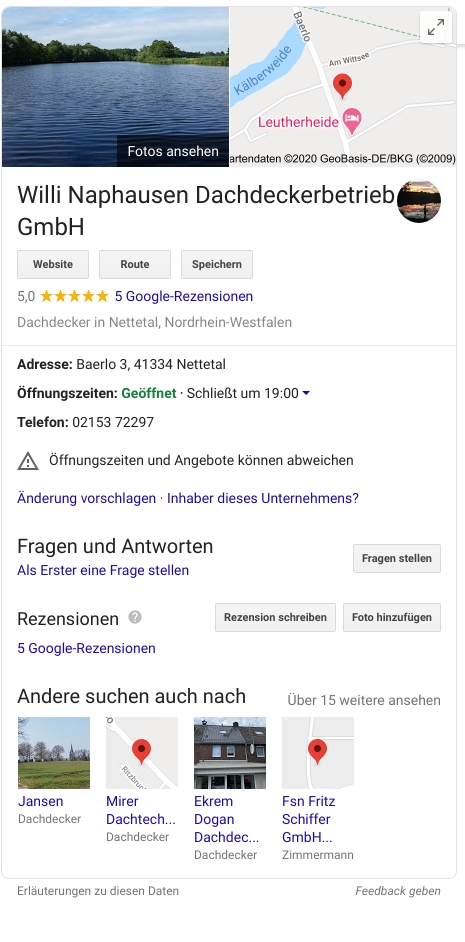 Fotos ansehen
Baerlo
Am Wittsee
Kälberweide
Leutherheide
artendaten ©2020 GeoBasis-DE/BKG (©2009)
Willi Naphausen Dachdeckerbetrieb
GmbH
Website Route Speichern
5,0 ★★★★★ 5 Google-Rezensionen
Dachdecker in Nettetal, Nordrhein-Westfalen
Adresse: Baerlo 3, 41334 Nettetal
Öffnungszeiten: Geöffnet · Schließt um 19:00
Telefon: 02153 72297
Öffnungszeiten und Angebote können abweichen
Änderung vorschlagen · Inhaber dieses Unternehmens?
Fragen und Antworten
Fragen stellen
Als Erster eine Frage stellen
Rezensionen ? Rezension schreiben Foto hinzufügen
5 Google-Rezensionen
Andere suchen auch nach Über 15 weitere ansehen
Ritzbruc
Jansen
Dachdecker
Mirer
Dachtech...
Dachdecker
Ekrem
Dogan
Dachdec...
Dachdecker
Fsn Fritz
Schiffer
GmbH...
Zimmermann
Erläuterungen zu diesen Daten Feedback geben